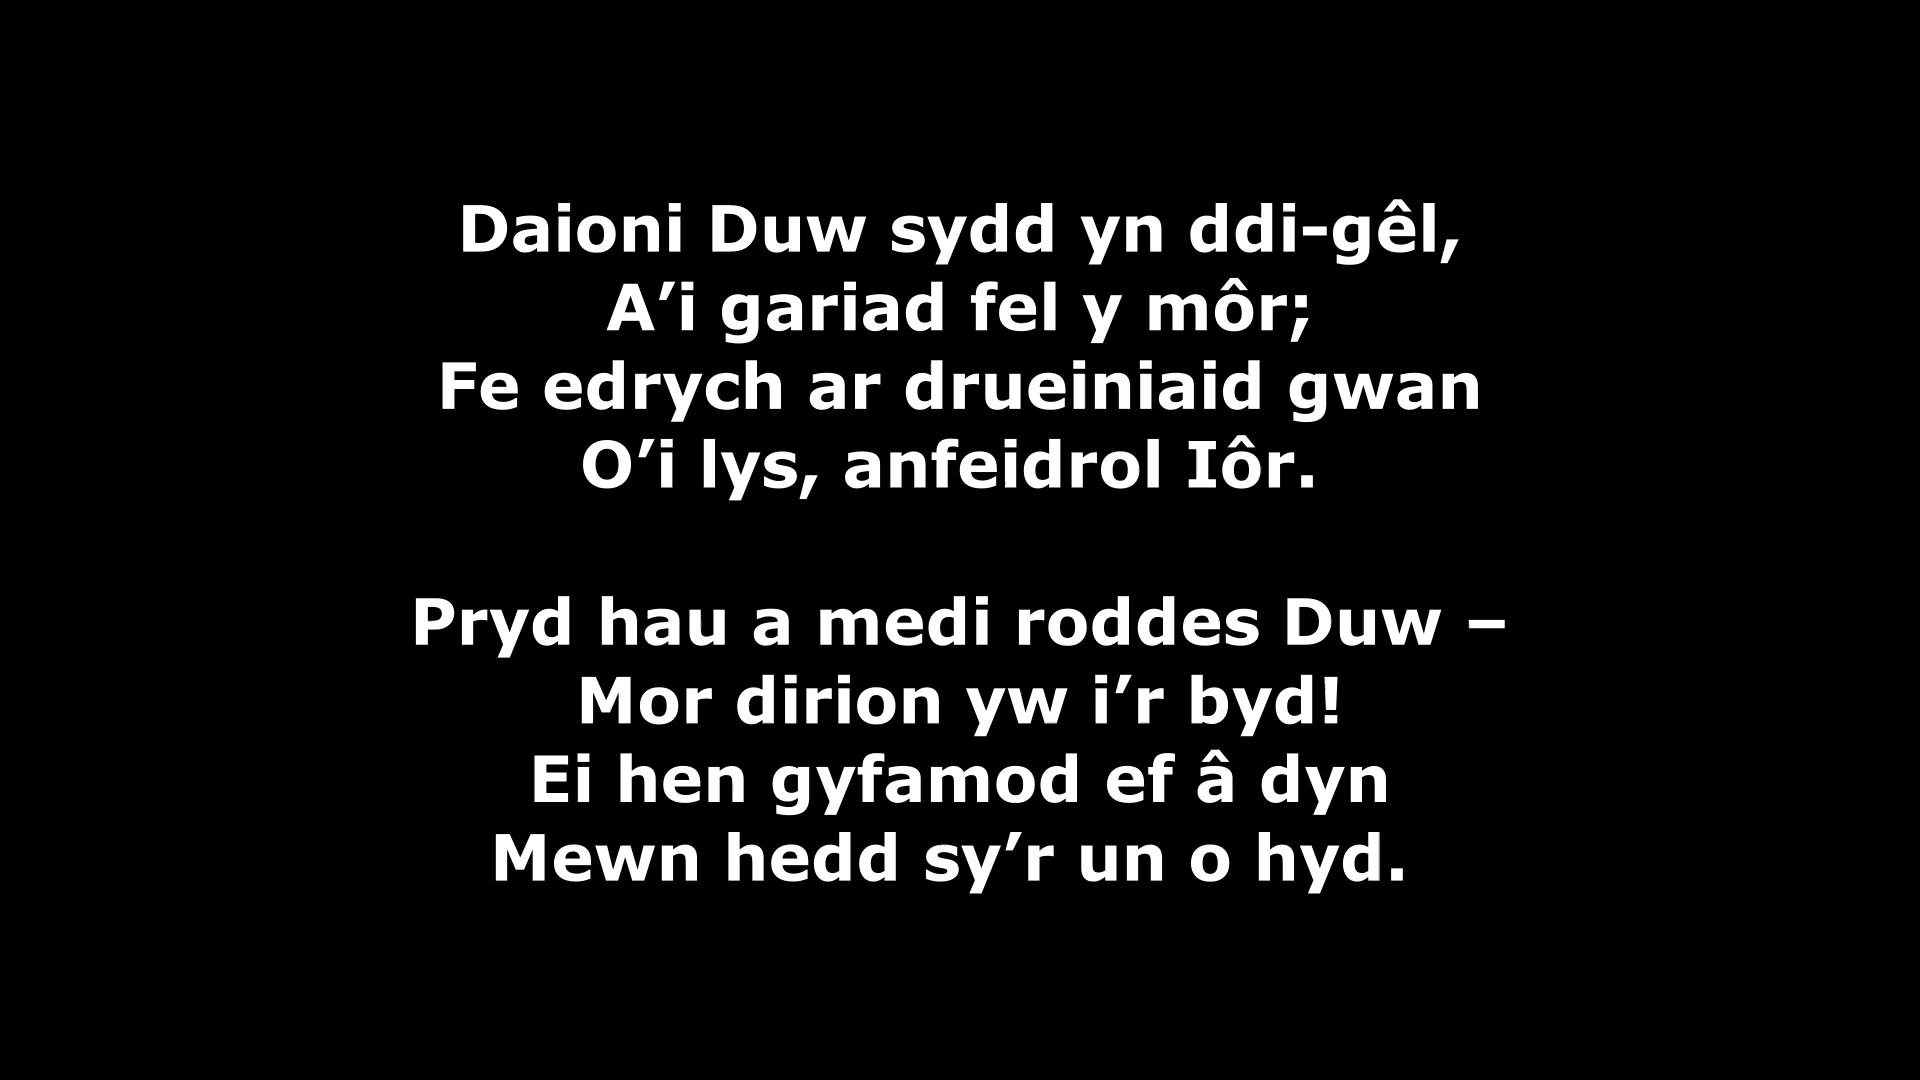 Daioni Duw sydd yn ddi-gêl,
A’i gariad fel y môr;
Fe edrych ar drueiniaid gwan
O’i lys, anfeidrol Iôr.
Pryd hau a medi roddes Duw –
Mor dirion yw i’r byd!
Ei hen gyfamod ef â dyn
Mewn hedd sy’r un o hyd.